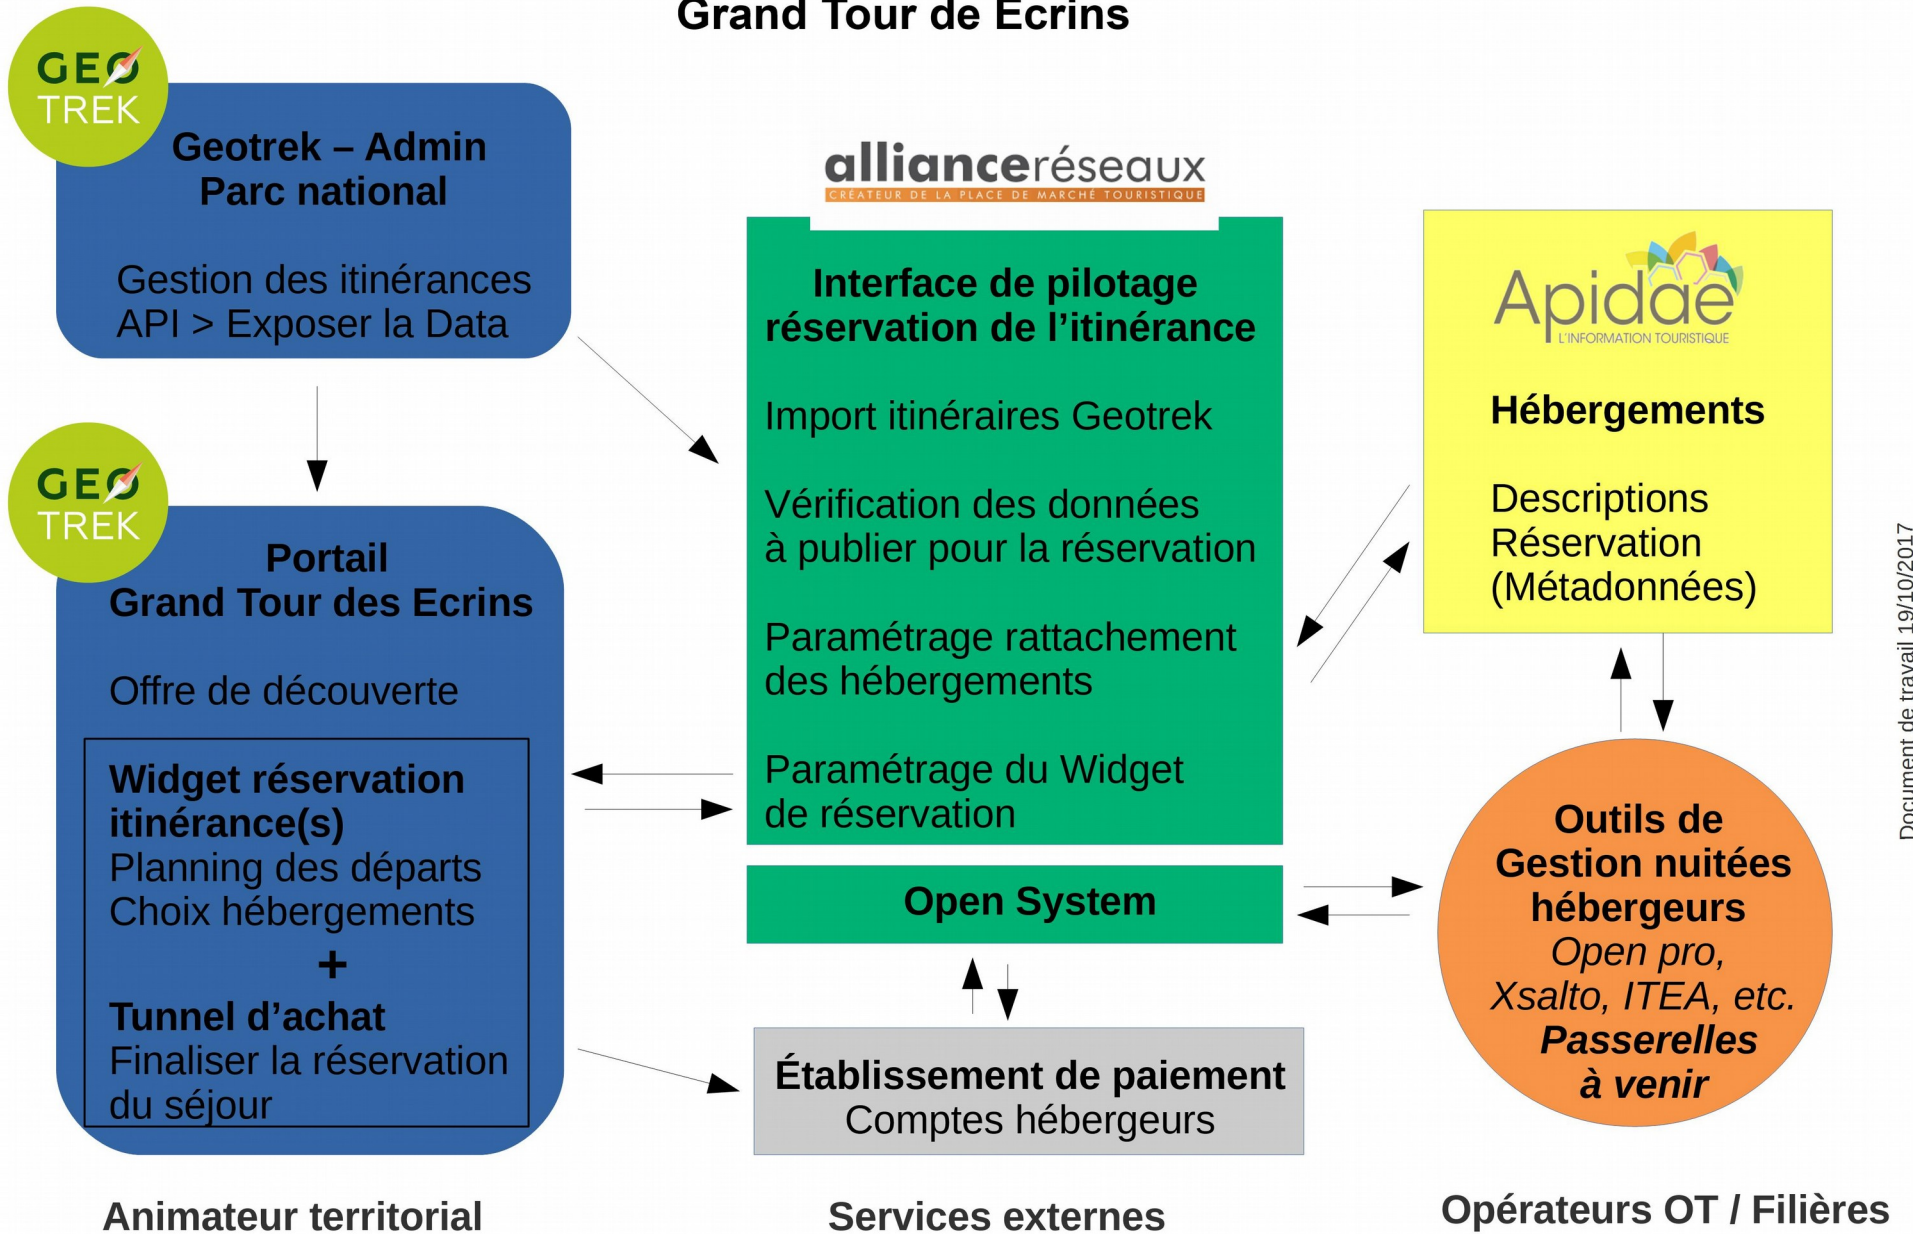 Grand Tour de Ecrins
GEO
TREK
Geotrek – Admin
Parc national
Gestion des itinérances
API > Exposer la Data
GEO
TREK
Portail
Grand Tour des Ecrins
Offre de découverte
Widget réservation
itinérance(s)
Planning des départs
Choix hébergements
+
Tunnel d’achat
Finaliser la réservation
du séjour
Animateur territorial
allianceréseaux
CRÉATEUR DE LA PLACE DE MARCHÉ TOURISTIQUE
Interface de pilotage
réservation de l’itinérance
Import itinéraires Geotrek
Vérification des données
à publier pour la réservation
Paramétrage rattachement
des hébergements
Paramétrage du Widget
de réservation
Open System
Établissement de paiement
Comptes hébergeurs
Services externes
Apidae
L'INFORMATION TOURISTIQUE
Hébergements
Descriptions
Réservation
(Métadonnées)
Outils de
Gestion nuitées
hébergeurs
Open pro,
Xsalto, ITEA, etc.
Passerelles
à venir
Opérateurs OT / Filières
Document de travail 19/10/2017